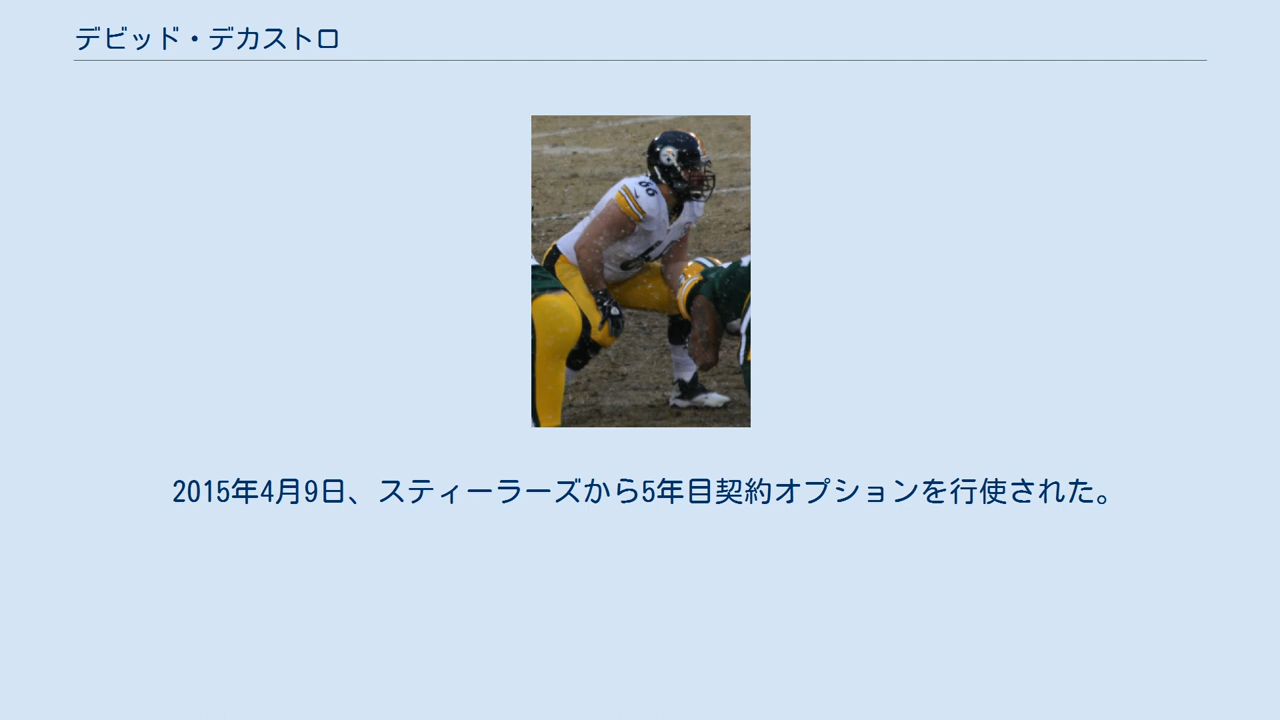 デビッド・デカストロ
66
2015年4月9日、スティーラーズから5年目契約オプションを行使された。